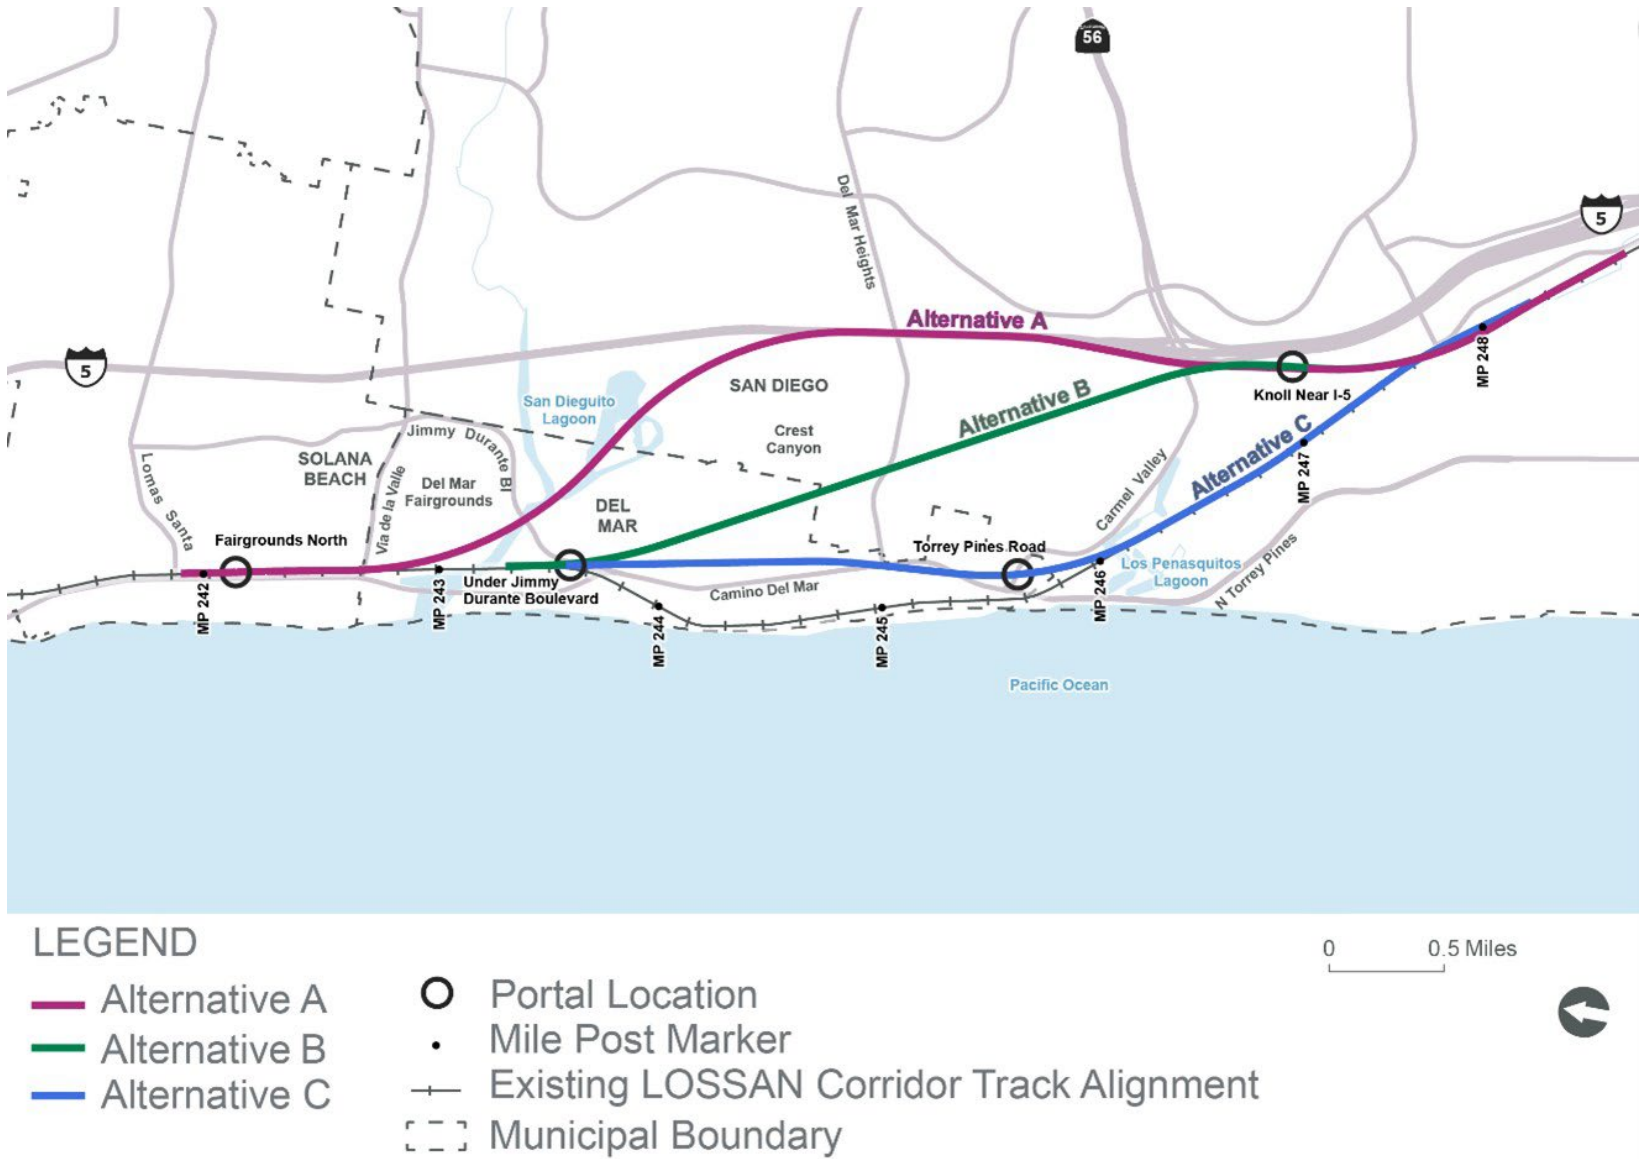 56
5
Del Mar Heights
Alternative A
5
MP 248
SAN DIEGO
Alternative B
Knoll Near I-5
San Dieguito
Lagoon
Crest
Canyon
Alternative C
Jimmy Durante Bl
SOLANA
BEACH
Lomas Santa
Via de la Valle
Del Mar
Fairgrounds
DEL
MAR
Carmel Valley
MP 247
Fairgrounds North
Torrey Pines Road
Los Penasquitos
Lagoon
N Torrey Pines
MP 242
MP 243
Under Jimmy
Durante Boulevard
Camino Del Mar
MP 244
MP 245
MP 246
Pacific Ocean
LEGEND
Alternative A
Alternative B
Alternative C
Portal Location
Mile Post Marker
Existing LOSSAN Corridor Track Alignment
Municipal Boundary
0 0.5 Miles